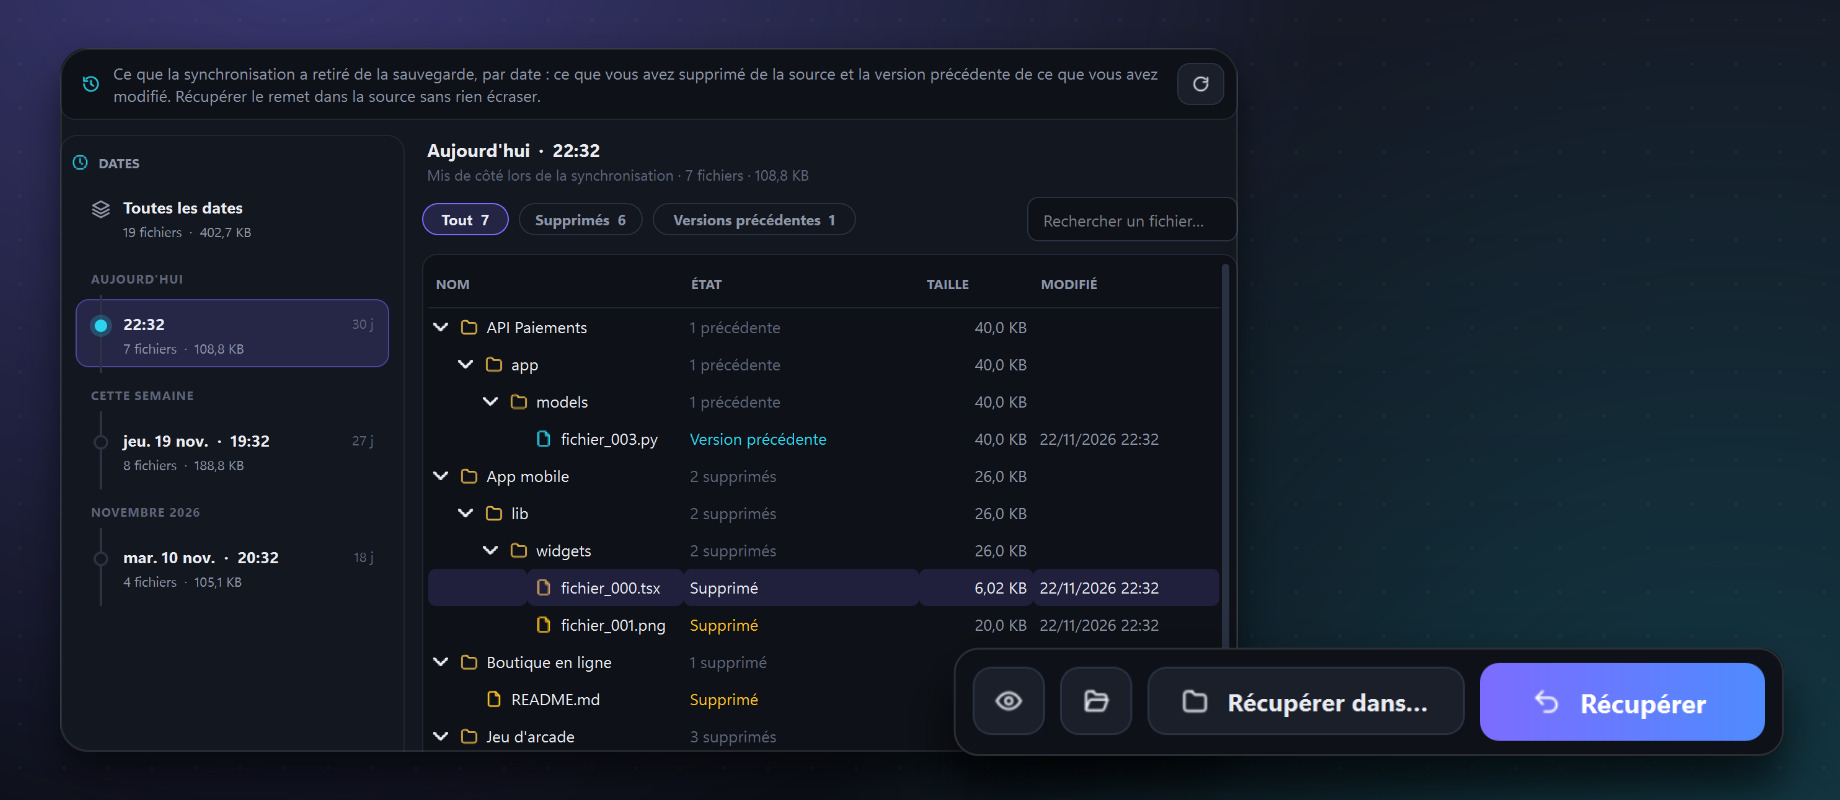 Ce que la synchronisation a retiré de la sauvegarde, par date : ce que vous avez supprimé de la source et la version précédente de ce que vous avez
modifié. Récupérer le remet dans la source sans rien écraser.
DATES
Toutes les dates
19 fichiers · 402,7 KB
AUJOURD'HUI
22:32 30 j
7 fichiers · 108,8 KB
CETTE SEMAINE
jeu. 19 nov. · 19:32 27 j
8 fichiers · 188,8 KB
NOVEMBRE 2026
mar. 10 nov. · 20:32 18 j
4 fichiers · 105,1 KB
Aujourd'hui · 22:32
Mis de côté lors de la synchronisation · 7 fichiers · 108,8 KB
Tout 7 Supprimés 6 Versions précédentes 1 Rechercher un fichier...
NOM ÉTAT TAILLE MODIFIÉ
API Paiements 1 précédente 40,0 KB
app 1 précédente 40,0 KB
models 1 précédente 40,0 KB
fichier_003.py Version précédente 40,0 KB 22/11/2026 22:32
App mobile 2 supprimés 26,0 KB
lib 2 supprimés 26,0 KB
widgets 2 supprimés 26,0 KB
fichier_000.tsx Supprimé 6,02 KB 22/11/2026 22:32
fichier_001.png Supprimé 20,0 KB 22/11/2026 22:32
Boutique en ligne 1 supprimé
README.md Supprimé
Jeu d'arcade 3 supprimés
Récupérer dans... Récupérer